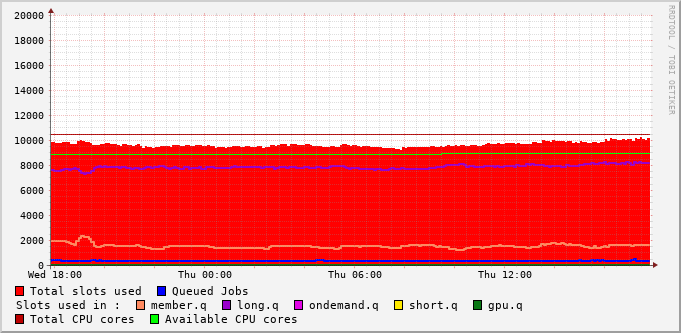 RRDTOOL / TOBI OETIKER
20000
18000
16000
14000
12000
10000
8000
6000
4000
2000
0
Wed 18:00 Thu 00:00 Thu 06:00 Thu 12:00
Total slots used Queued Jobs
Slots used in : member.q long.q ondemand.q short.q gpu.q
Total CPU cores Available CPU cores